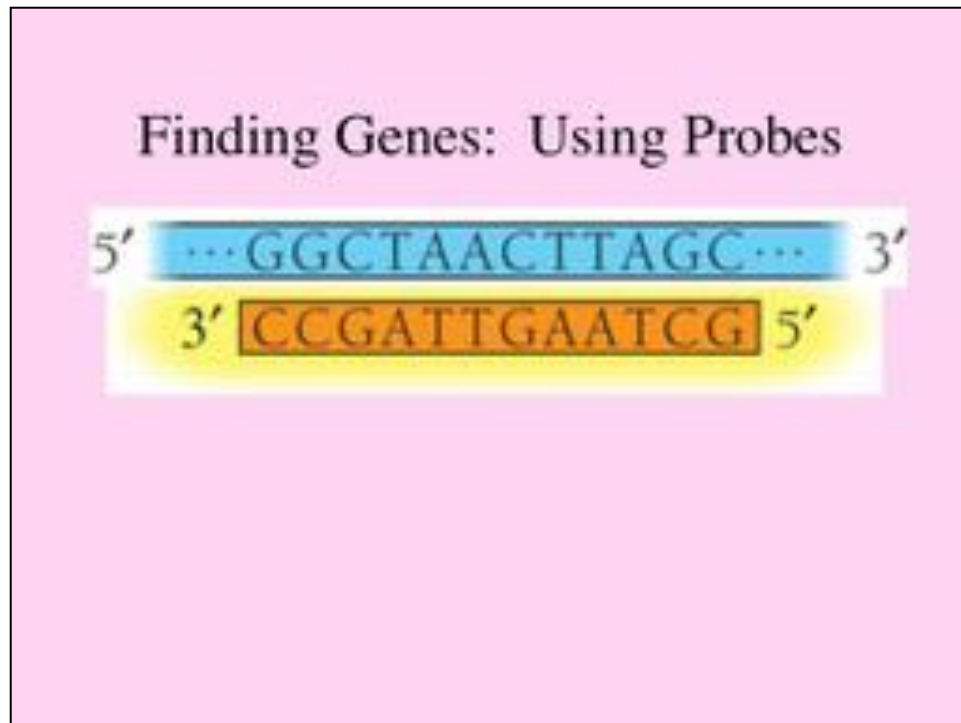 Finding Genes: Using Probes
5′ ···GGCTAACTTAGC··· 3′
3′ CCGATTGAATCG 5′